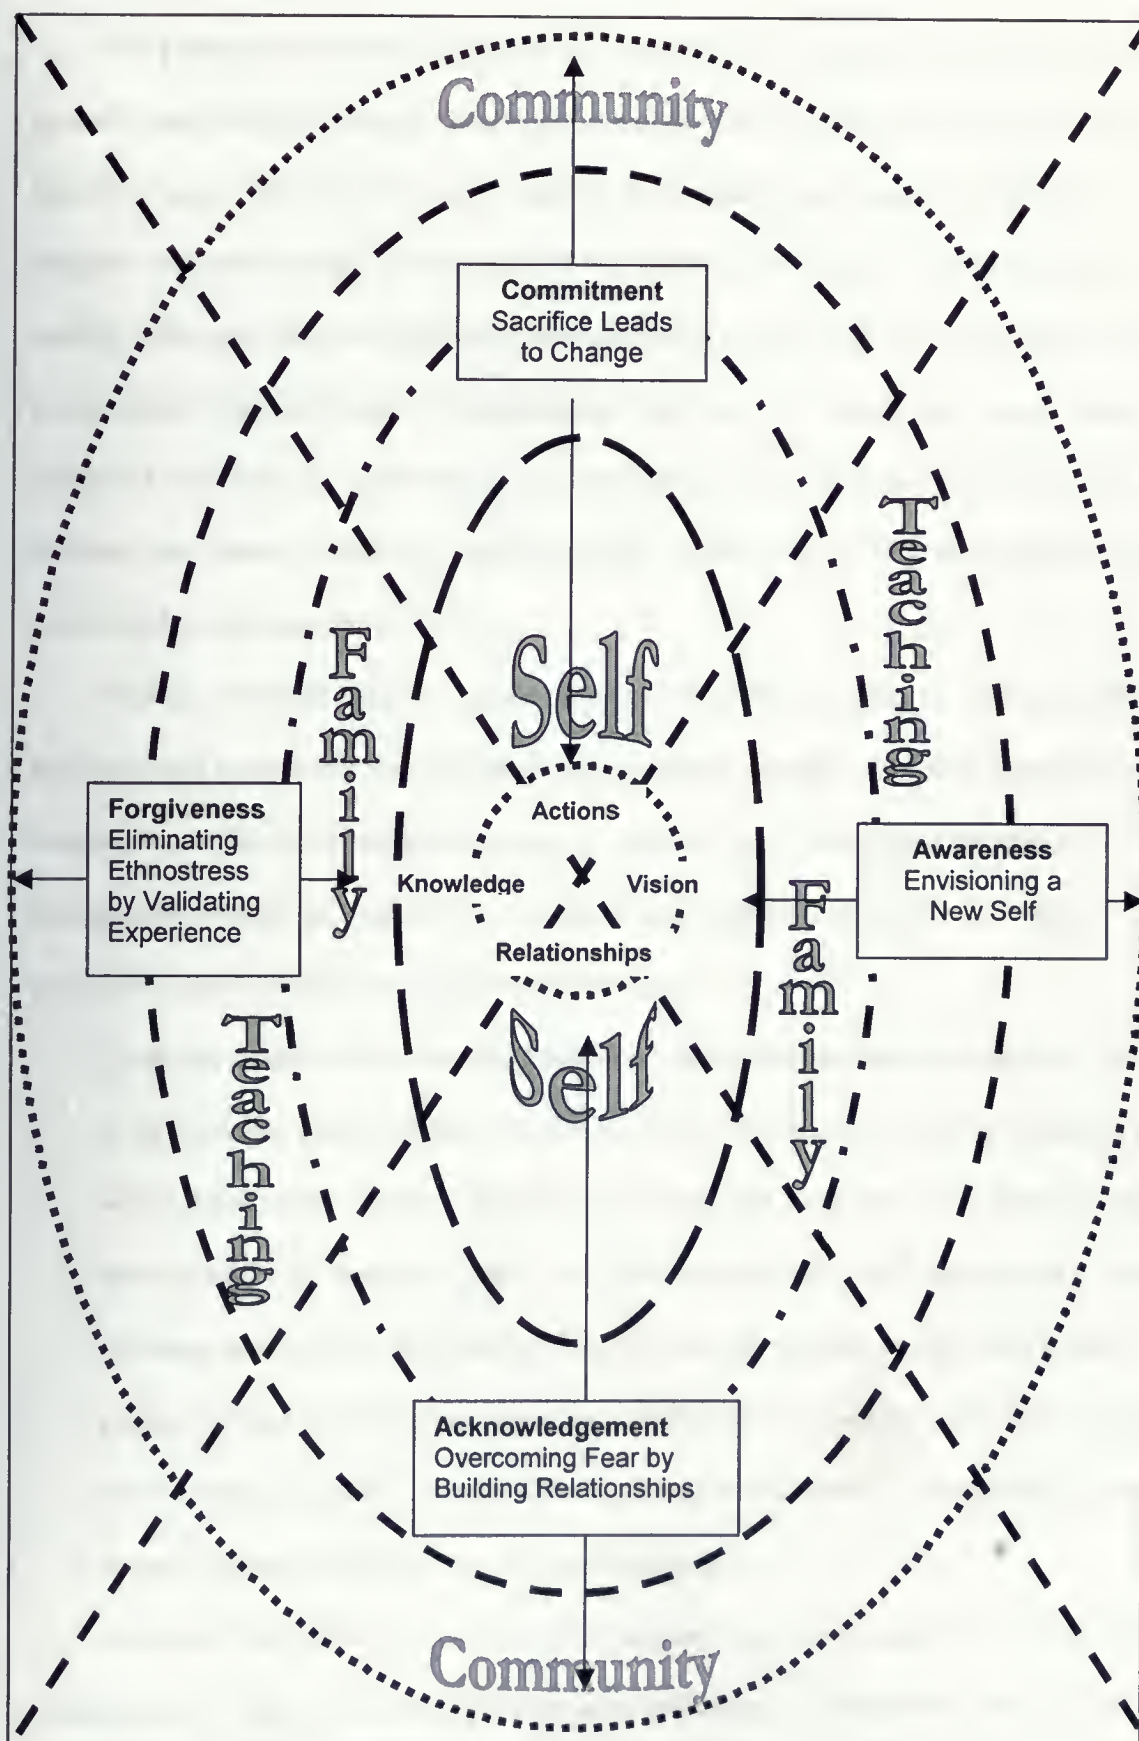 Community
Commitment
Sacrifice Leads
to Change
Teaching
Family
Self
Actions
Forgiveness
Eliminating
Ethnostress
by Validating
Experience
Knowledge
Vision
Awareness
Envisioning a
New Self
Relationships
Family
Self
Teaching
Acknowledgement
Overcoming Fear by
Building Relationships
Community